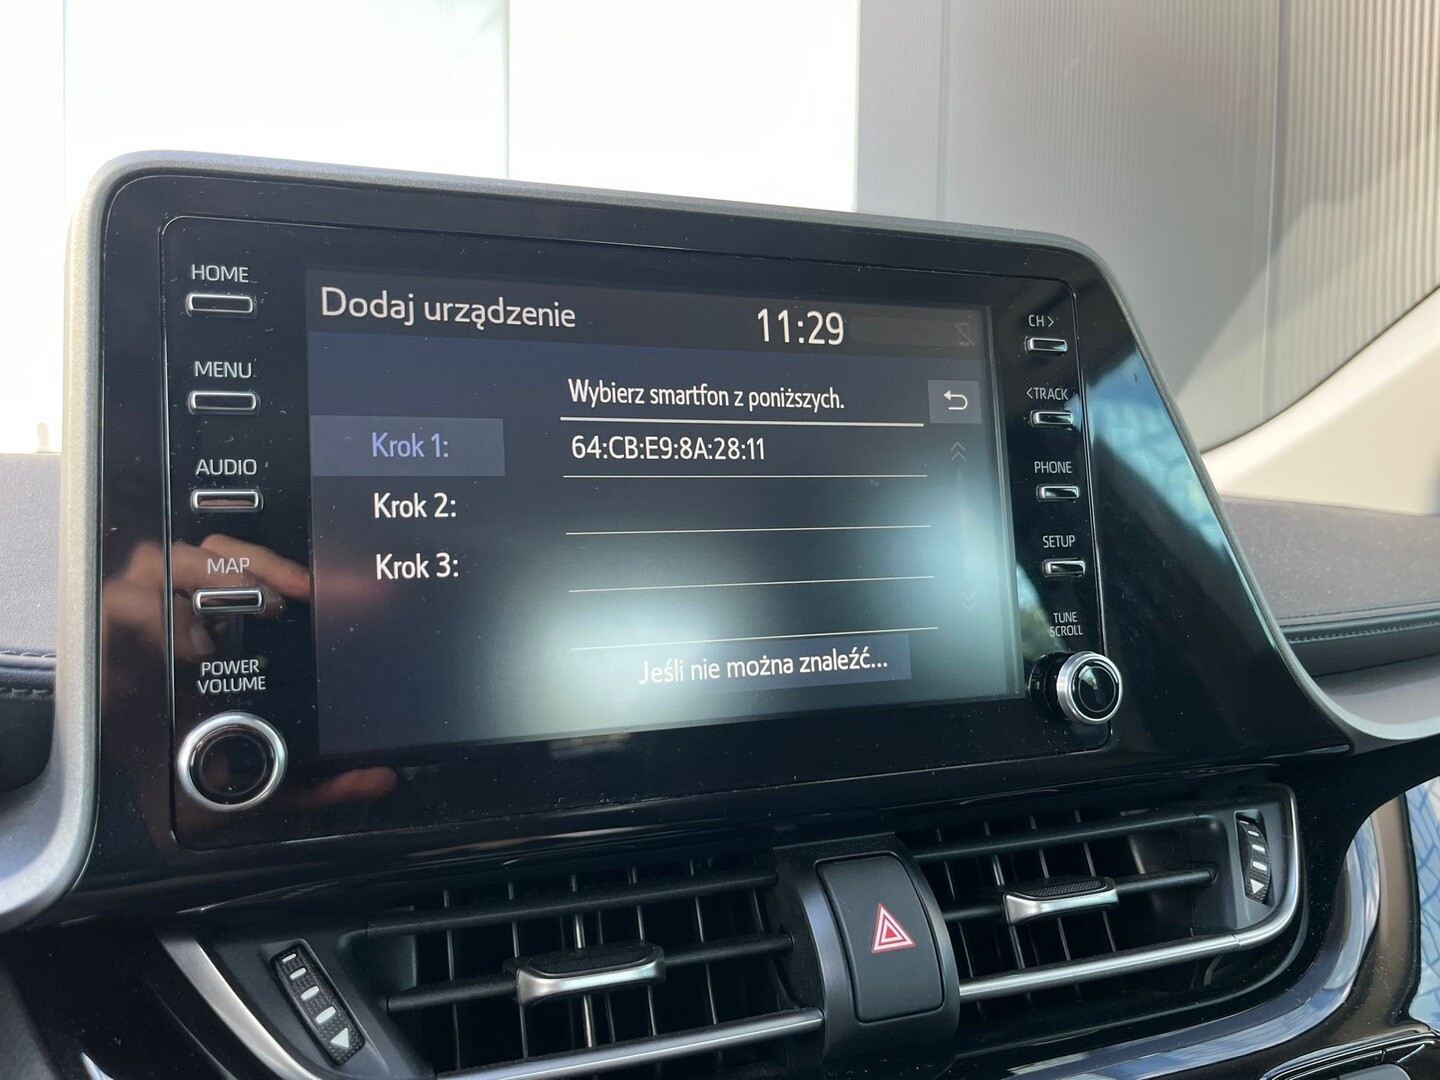 HOME
MENU
AUDIO
MAP
POWER
VOLUME
Dodaj urządzenie
11:29
Wybierz smartfon z poniższych.
Krok 1:
64:CB:E9:8A:28:11
Krok 2:
Krok 3:
Jeśli nie można znaleźć...
CH>
<TRACK
PHONE
SETUP
TUNE
SCROLL